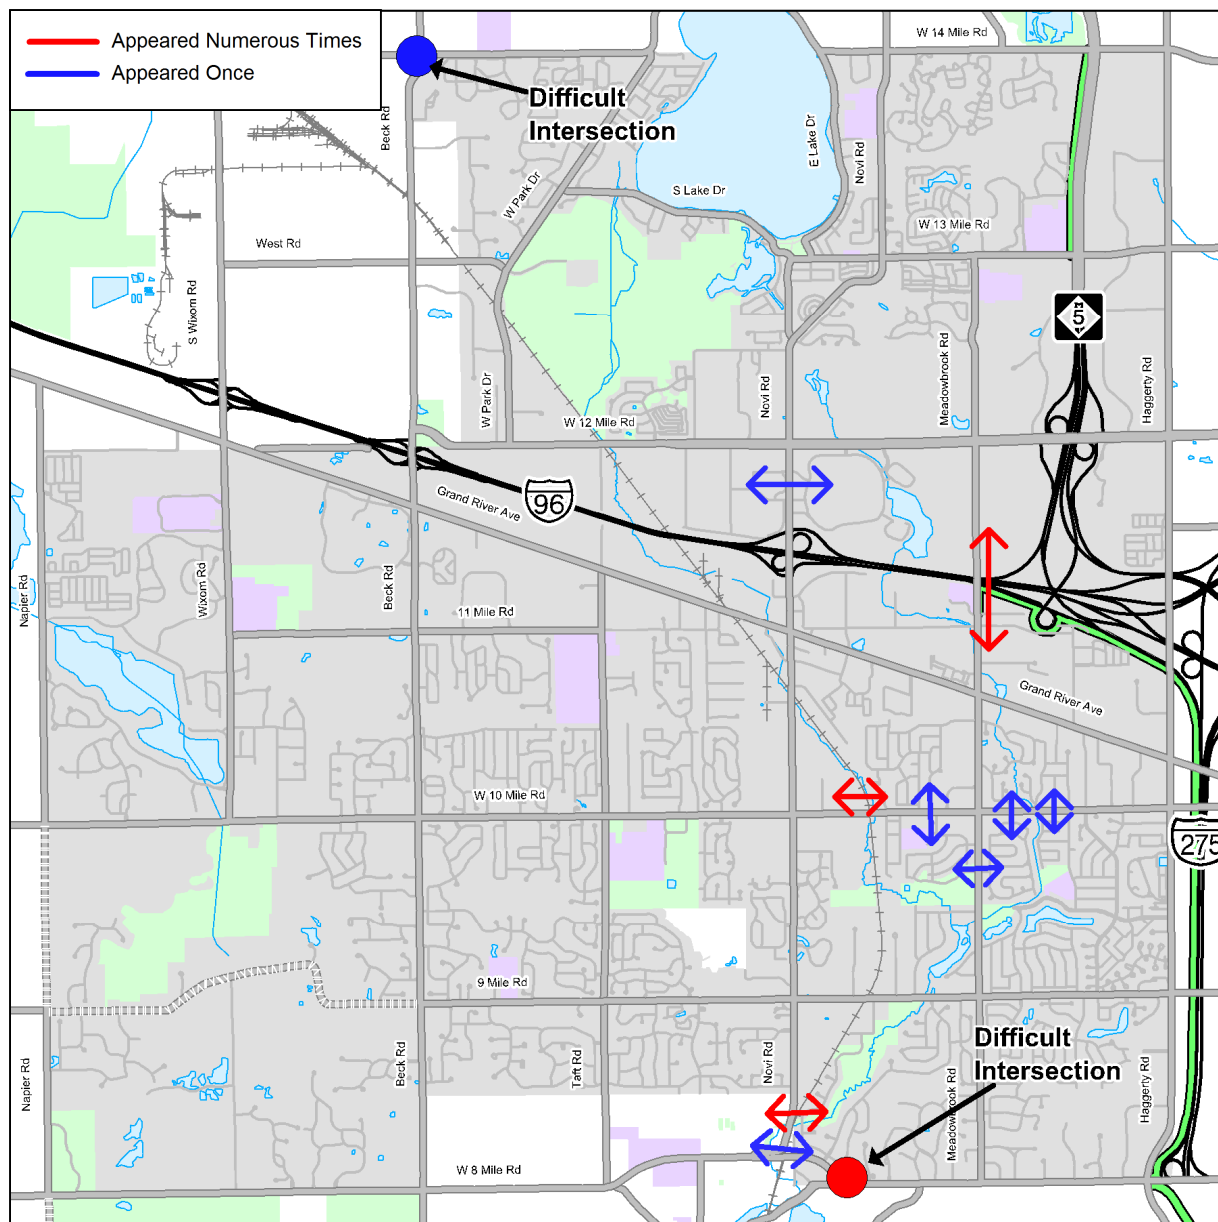 Appeared Numerous Times
Appeared Once
W 14 Mile Rd
Difficult
Intersection
Beck Rd
E Lake Dr
Novi Rd
W Park Dr
S Lake Dr
W 13 Mile Rd
West Rd
S Wixom Rd
M
5
Meadowbrook Rd
Haggerty Rd
W Park Dr
Novi Rd
W 12 Mile Rd
96
Grand River Ave
Napier Rd
Wixom Rd
Beck Rd
11 Mile Rd
Grand River Ave
W 10 Mile Rd
275
9 Mile Rd
Difficult
Intersection
Napier Rd
Beck Rd
Taft Rd
Novi Rd
Meadowbrook Rd
Haggerty Rd
W 8 Mile Rd